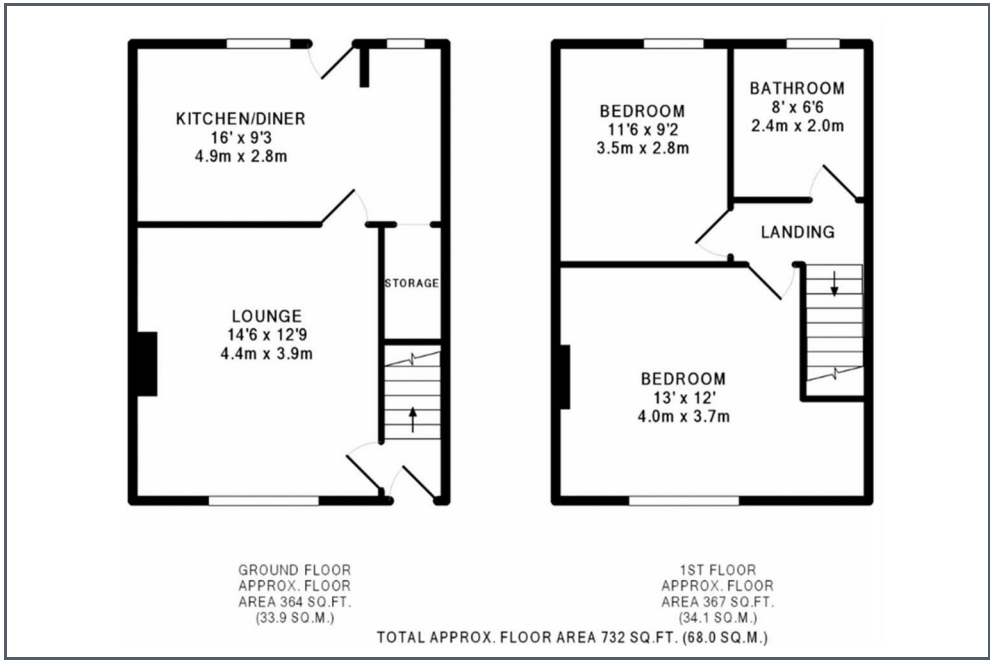 KITCHEN/DINER
16' x 9'3
4.9m x 2.8m
STORAGE
LOUNGE
14'6 x 12'9
4.4m x 3.9m
BEDROOM
11'6 x 9'2
3.5m x 2.8m
BATHROOM
8' x 6'6
2.4m x 2.0m
LANDING
BEDROOM
13' x 12'
4.0m x 3.7m
GROUND FLOOR
APPROX. FLOOR
AREA 364 SQ.FT.
(33.9 SQ.M.)
1ST FLOOR
APPROX. FLOOR
AREA 367 SQ.FT.
(34.1 SQ.M.)
TOTAL APPROX. FLOOR AREA 732 SQ.FT. (68.0 SQ.M.)